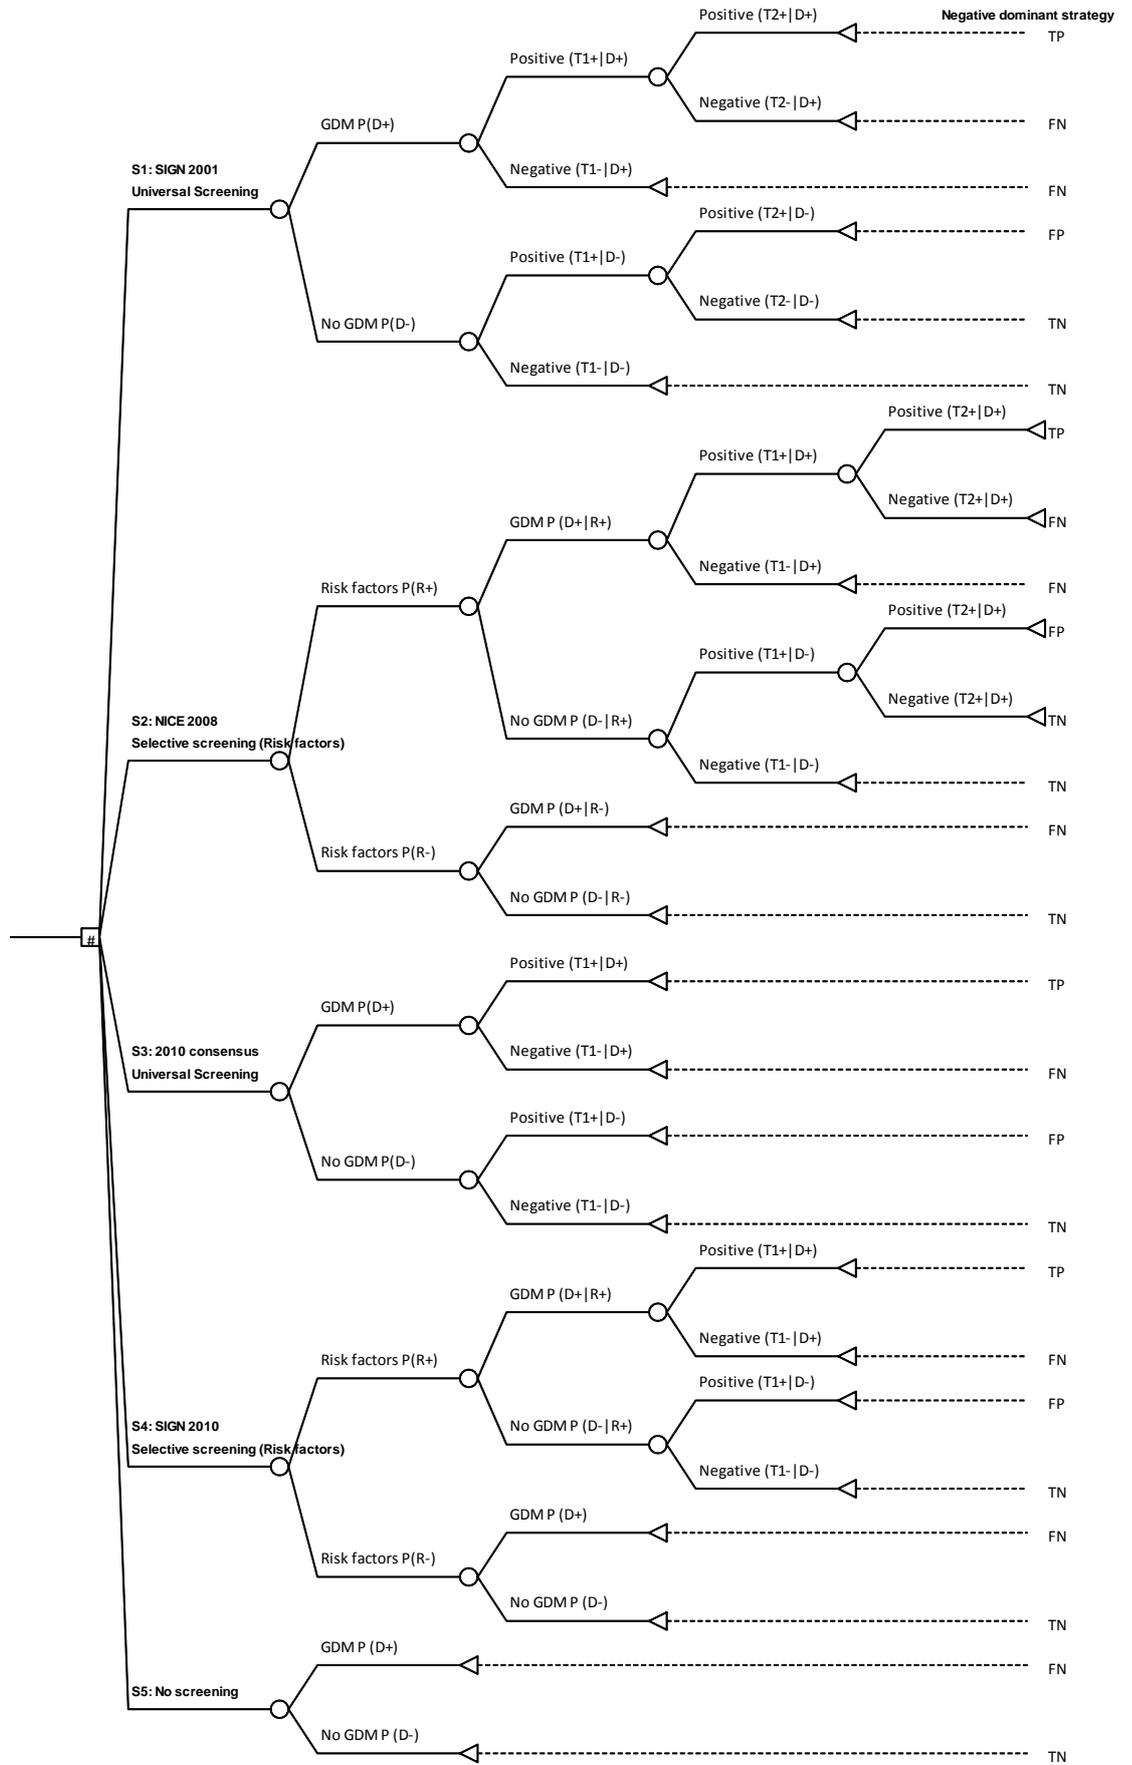 Positive (T2+|D+)
Negative dominant strategy
TP
Positive (T1+|D+)
Negative (T2-|D+)
FN
GDM P(D+)
S1: SIGN 2001
Negative (T1-|D+)
Universal Screening
FN
Positive (T2+|D-)
FP
Positive (T1+|D-)
Negative (T2-|D-)
No GDM P(D-)
TN
Negative (T1-|D-)
TN
Positive (T2+|D+)
TP
Positive (T1+|D+)
Negative (T2+|D+)
GDM P (D+|R+)
FN
Negative (T1-|D+)
Risk factors P(R+)
FN
Positive (T2+|D+)
FP
Positive (T1+|D-)
Negative (T2+|D+)
S2: NICE 2008
No GDM P (D-|R+)
TN
Selective screening (Risk factors)
Negative (T1-|D-)
TN
GDM P (D+|R-)
FN
Risk factors P(R-)
No GDM P (D-|R-)
TN
#
Positive (T1+|D+)
TP
GDM P(D+)
S3: 2010 consensus
Negative (T1-|D+)
Universal Screening
FN
Positive (T1+|D-)
FP
No GDM P(D-)
Negative (T1-|D-)
TN
Positive (T1+|D+)
TP
GDM P (D+|R+)
Negative (T1-|D+)
Risk factors P(R+)
FN
Positive (T1+|D-)
FP
S4: SIGN 2010
No GDM P (D-|R+)
Selective screening (Risk factors)
Negative (T1-|D-)
TN
GDM P (D+)
FN
Risk factors P(R-)
No GDM P (D-)
TN
GDM P (D+)
FN
S5: No screening
No GDM P (D-)
TN